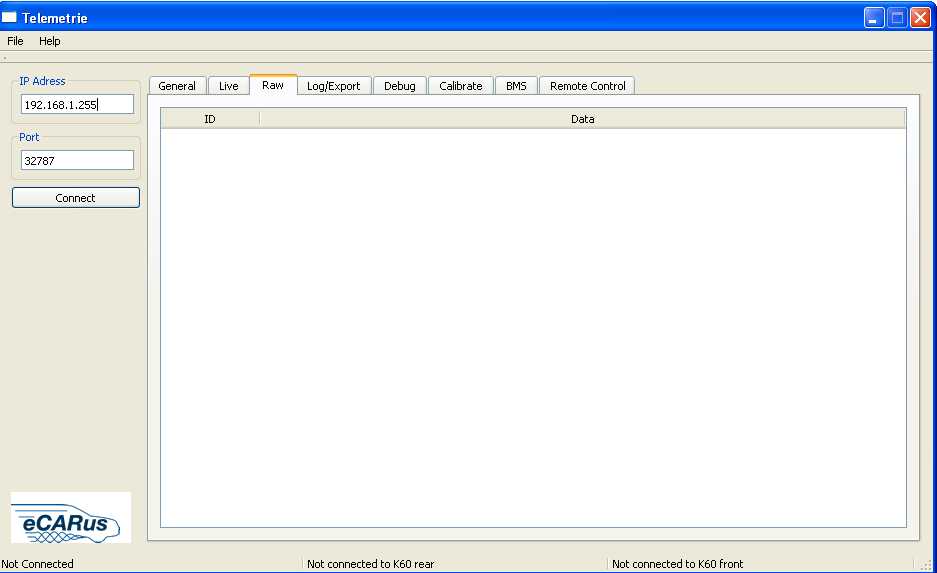 Telemetrie
File Help
IP Adress
192.168.1.255
Port
32787
Connect
General Live Raw Log/Export Debug Calibrate BMS Remote Control
ID Data
eCARus
Not Connected Not connected to K60 rear Not connected to K60 front